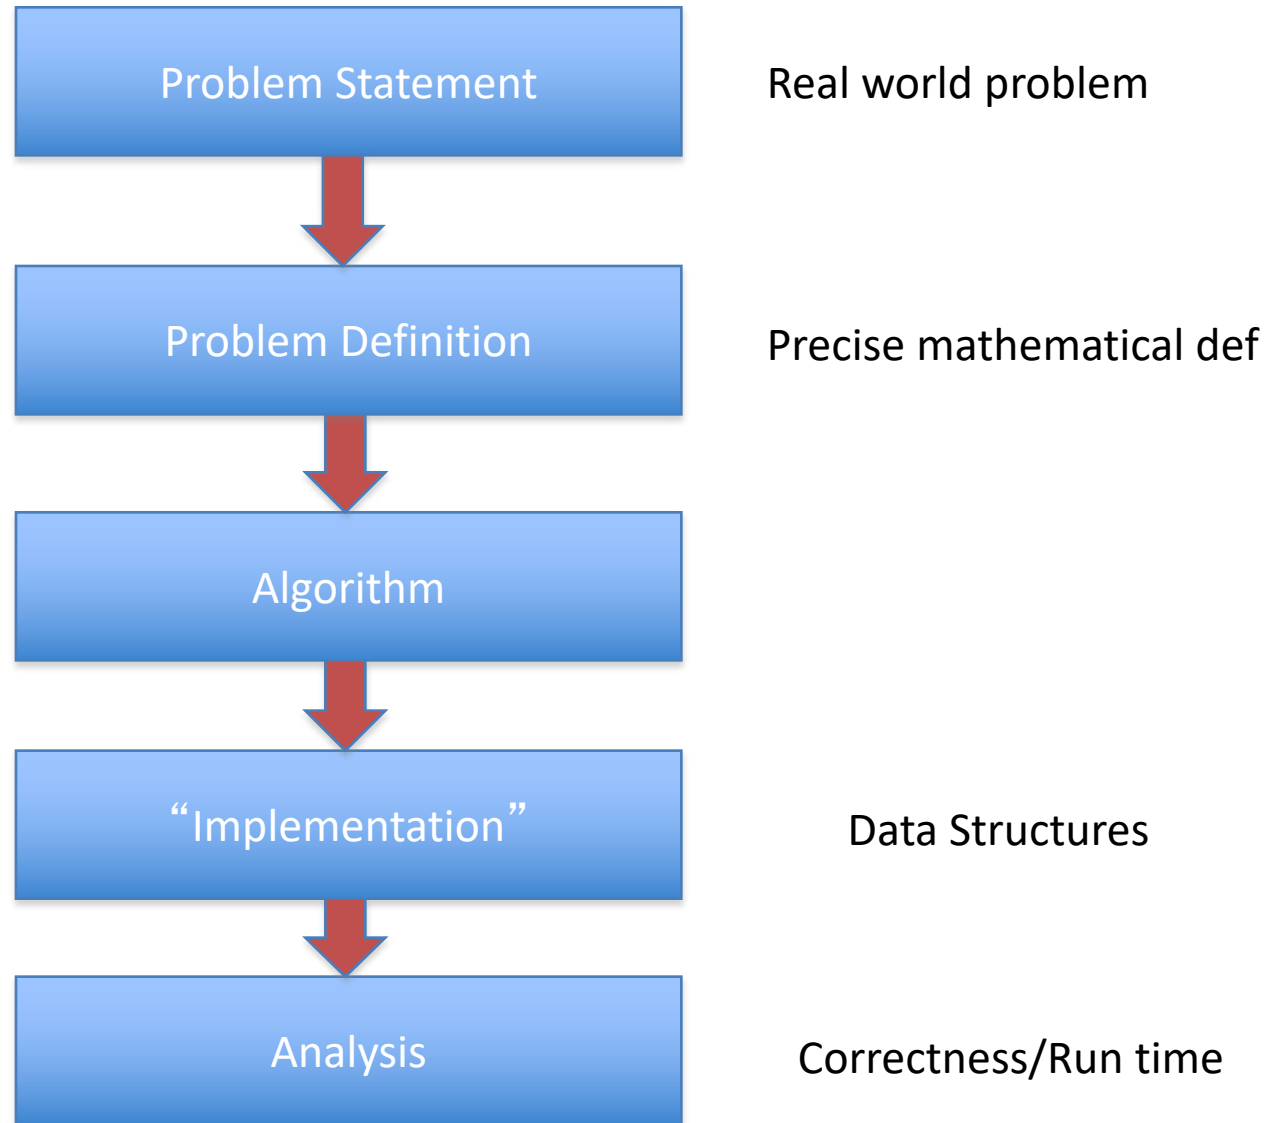 Problem Statement
Real world problem
Problem Definition
Precise mathematical def
Algorithm
“Implementation”
Data Structures
Analysis
Correctness/Run time